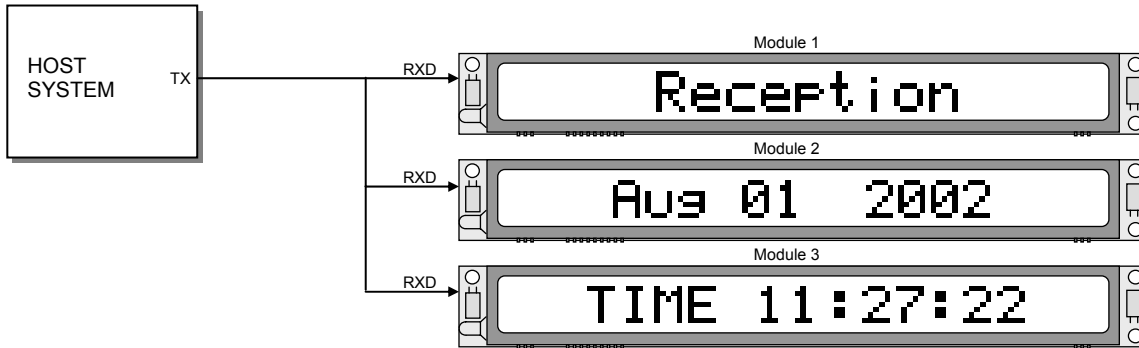 HOST
SYSTEM
TX
Module 1
RXD
Reception
Module 2
RXD
Aug 01 2002
Module 3
RXD
TIME 11:27:22